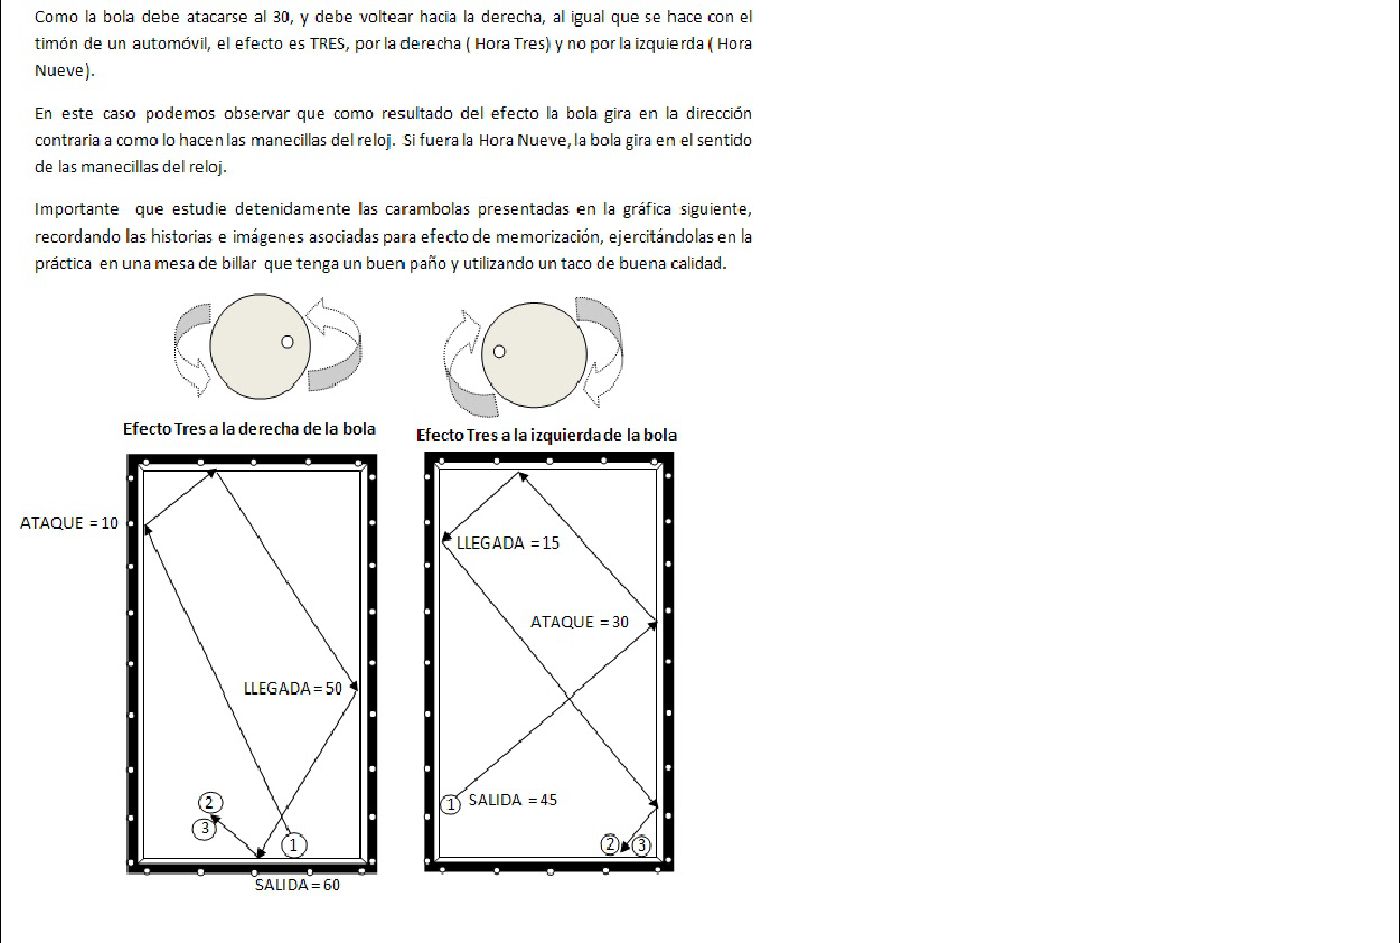 Como la bola debe atacarse al 30, y debe voltear hacia la derecha, al igual que se hace con el
timón de un automóvil, el efecto es TRES, por la derecha ( Hora Tres) y no por la izquierda ( Hora
Nueve).
En este caso podemos observar que como resultado del efecto la bola gira en la dirección
contraria a como lo hacen las manecillas del reloj. Si fuera la Hora Nueve, la bola gira en el sentido
de las manecillas del reloj.
Importante que estudie detenidamente las carambolas presentadas en la gráfica siguiente,
recordando las historias e imágenes asociadas para efecto de memorización, ejercitándolas en la
práctica en una mesa de billar que tenga un buen paño y utilizando un taco de buena calidad.
Efecto Tres a la derecha de la bola
ATAQUE = 10
LLEGADA = 50
2
3
1
SALIDA = 60
Efecto Tres a la izquierda de la bola
LLEGADA = 15
ATAQUE = 30
1 SALIDA = 45
2 3